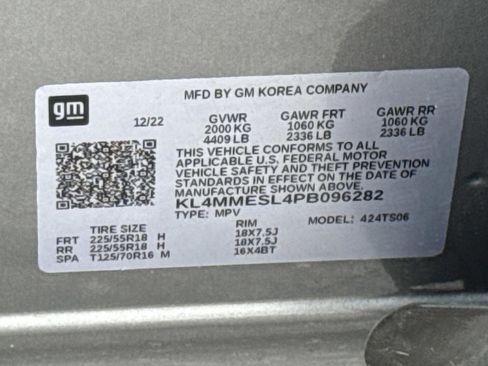 gm
MFD BY GM KOREA COMPANY
12/22 GVWR GAWR FRT GAWR RR
2000 KG 1060 KG 1060 KG
4409 LB 2336 LB 2336 LB
THIS VEHICLE CONFORMS TO ALL
APPLICABLE U.S. FEDERAL MOTOR
VEHICLE SAFETY AND THEFT PREVENTION
STANDARDS IN EFFECT ON THE DATE OF
MANUFACTURE SHOWN ABOVE.
KL4MMESL4PB096282
TYPE: MPV MODEL: 424TS06
TIRE SIZE RIM
FRT 225/55R18 H 18X7.5J
RR 225/55R18 H 18X7.5J
SPA T125/70R16 M 16X4BT